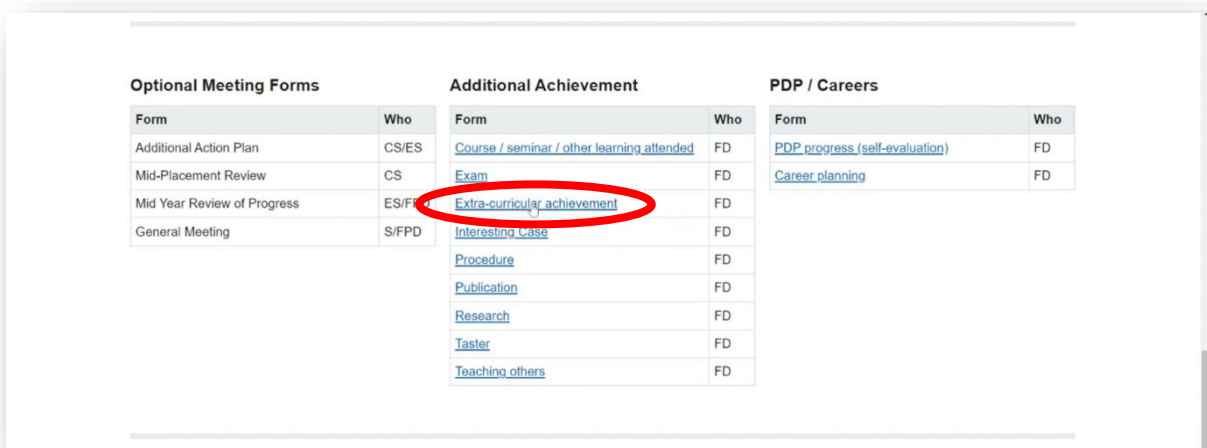 Optional Meeting Forms
Form Who
Additional Action Plan CS/ES
Mid-Placement Review CS
Mid Year Review of Progress ES/FPD
General Meeting S/FPD
Additional Achievement
Form Who
Course / seminar / other learning attended FD
Exam FD
Extra-curricular achievement FD
Interesting Case FD
Procedure FD
Publication FD
Research FD
Taster FD
Teaching others FD
PDP / Careers
Form Who
PDP progress (self-evaluation) FD
Career planning FD